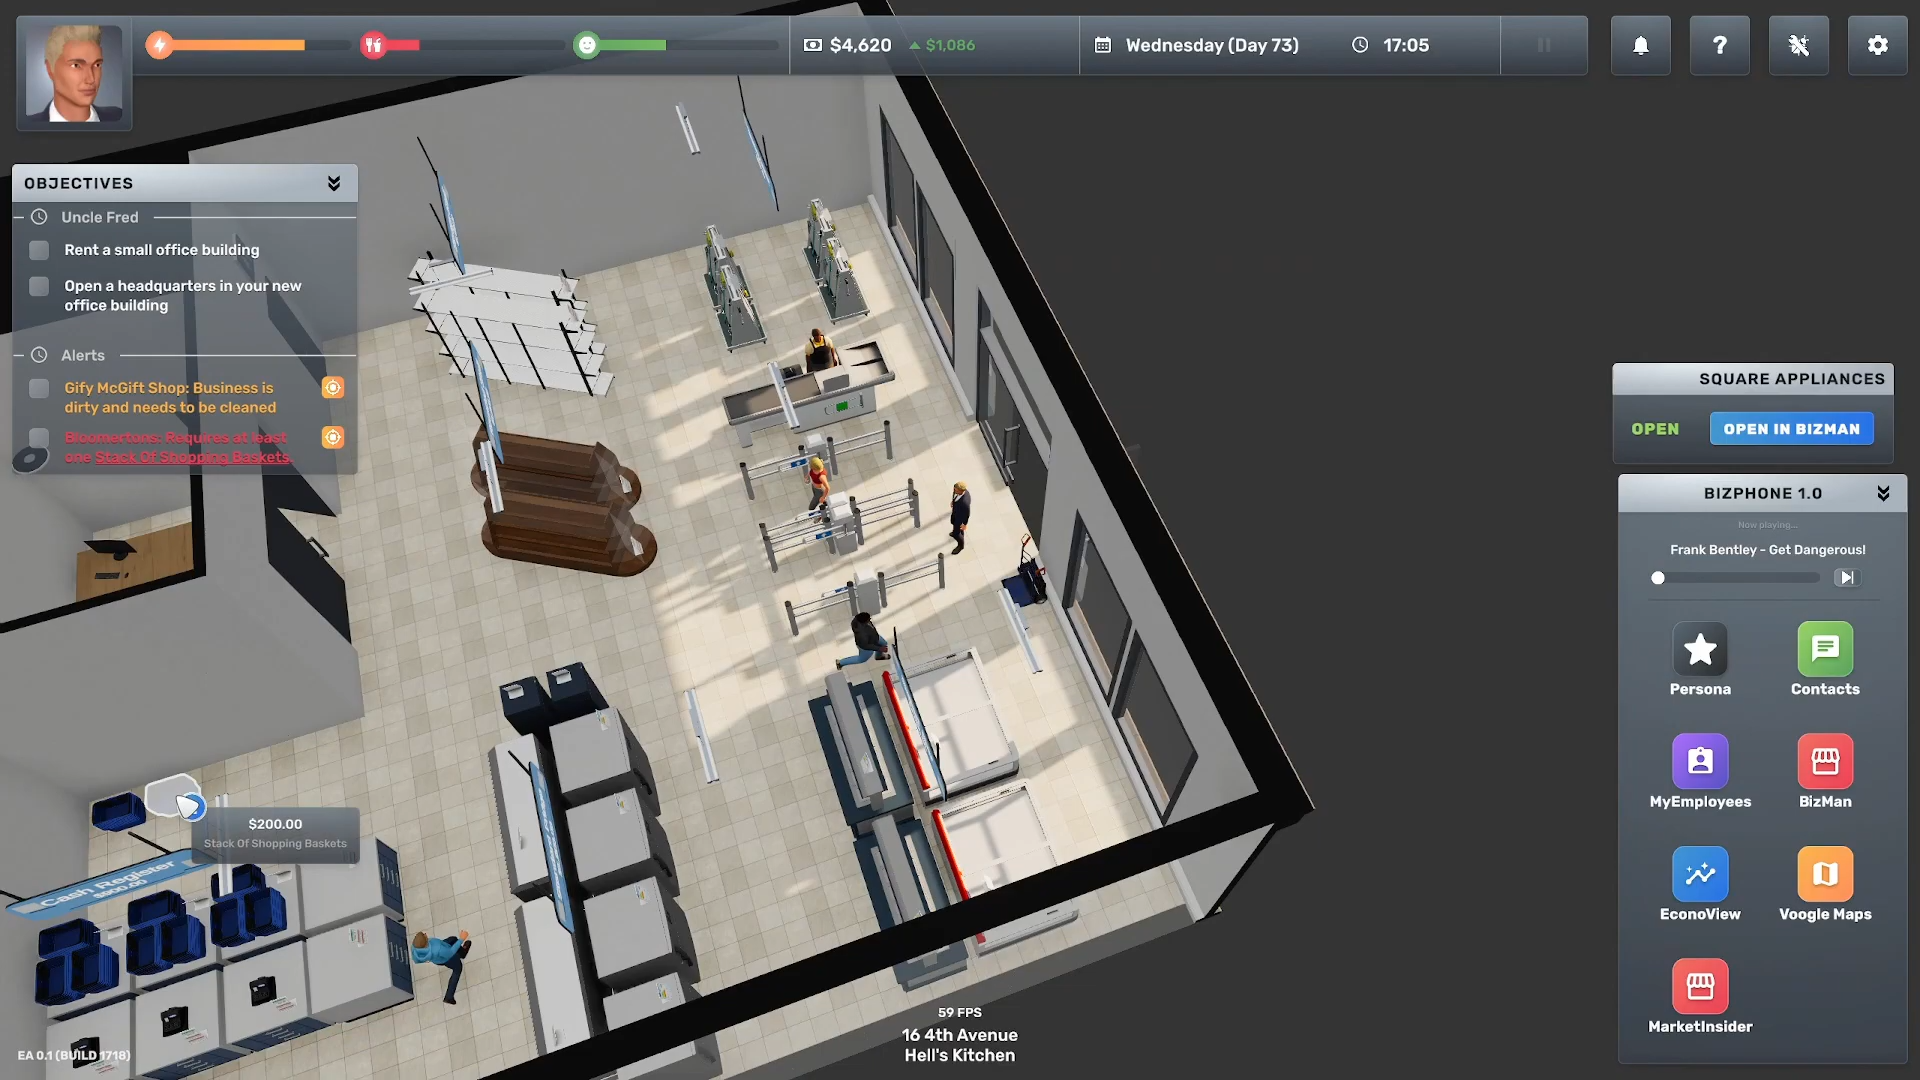 $4,620
$1,086
Wednesday (Day 73)
17:05
?
OBJECTIVES
Uncle Fred
Rent a small office building
Open a headquarters in your new
office building
Alerts
Gify McGift Shop: Business is
dirty and needs to be cleaned
Bloomertons: Requires at least
one Stack Of Shopping Baskets.
SQUARE APPLIANCES
OPEN
OPEN IN BIZMAN
BIZPHONE 1.0
Now playing...
Frank Bentley - Get Dangerous!
Persona
Contacts
MyEmployees
BizMan
EconoView
Voogle Maps
MarketInsider
$200.00
Stack Of Shopping Baskets
Cash Register
$900.00
59 FPS
16 4th Avenue
Hell's Kitchen
EA 0.1 (BUILD 1718)